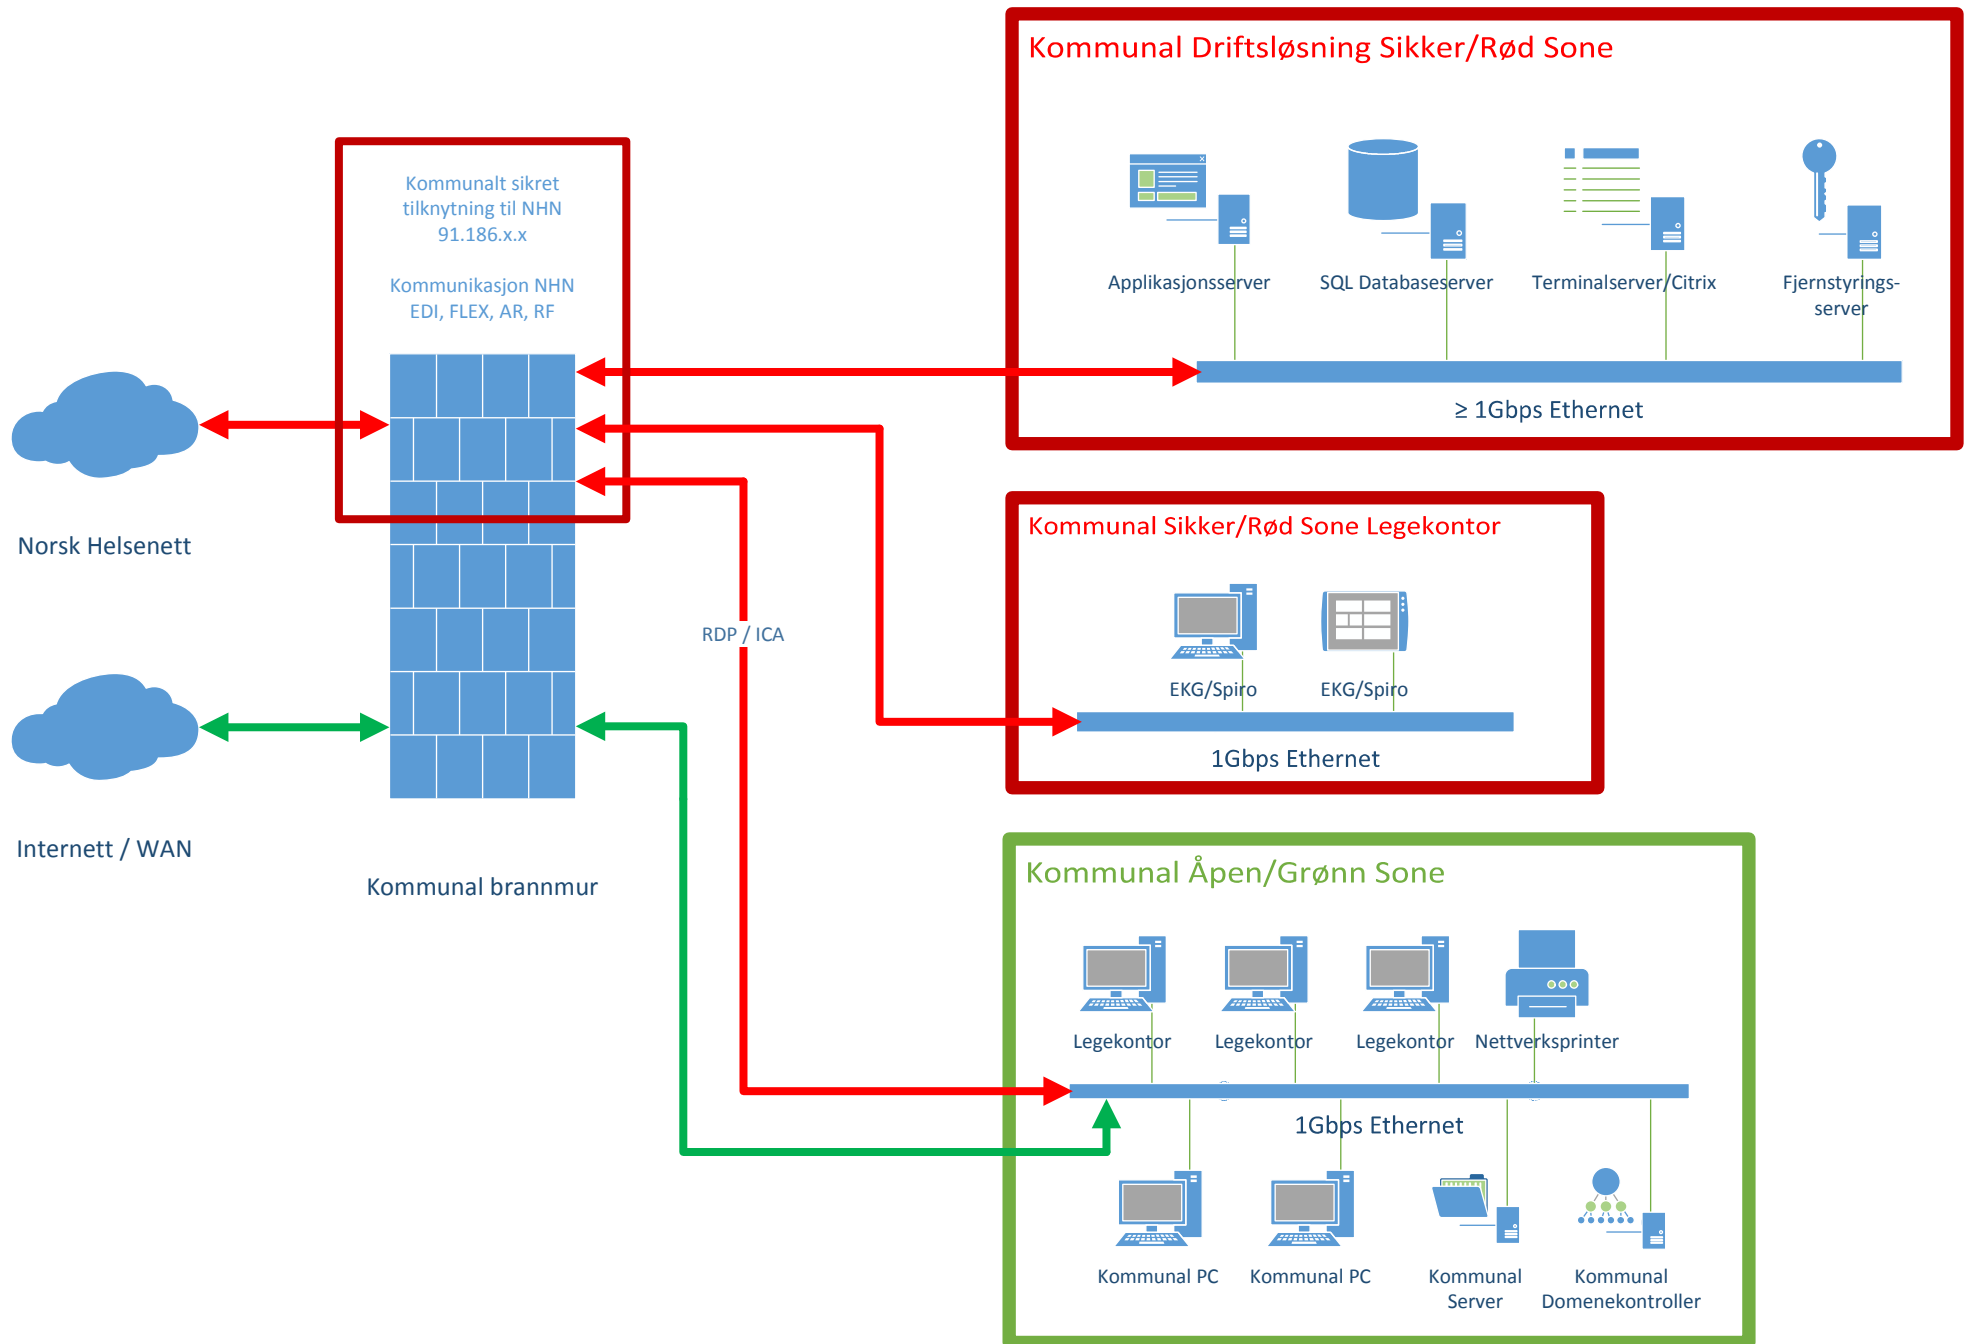 Kommunal Driftsløsning Sikker/Rød Sone
Kommunalt sikret
tilknytning til NHN
91.186.x.x
Kommunikasjon NHN
EDI, FLEX, AR, RF
Applikasjonsserver
SQL Databaseserver
Terminalserver/Citrix
Fjernstyrings-
server
≥ 1Gbps Ethernet
Norsk Helsenett
Kommunal Sikker/Rød Sone Legekontor
RDP / ICA
EKG/Spiro
EKG/Spiro
1Gbps Ethernet
Internett / WAN
Kommunal brannmur
Kommunal Åpen/Grønn Sone
Legekontor
Legekontor
Legekontor
Nettverksprinter
1Gbps Ethernet
Kommunal PC
Kommunal PC
Kommunal
Server
Kommunal
Domenekontroller